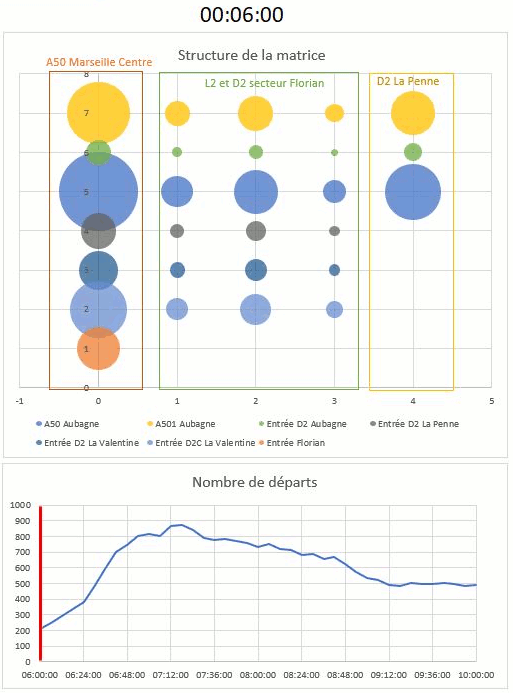 00:06:00
Structure de la matrice
A50 Marseille Centre
L2 et D2 secteur Florian
D2 La Penne
8
7
6
5
4
3
2
1
0
-1 0 1 2 3 4 5
A50 Aubagne A501 Aubagne Entrée D2 Aubagne Entrée D2 La Penne
Entrée D2 La Valentine Entrée D2C La Valentine Entrée Florian
Nombre de départs
1000
900
800
700
600
500
400
300
200
100
0
06:00:00 06:24:00 06:48:00 07:12:00 07:36:00 08:00:00 08:24:00 08:48:00 09:12:00 09:36:00 10:00:00